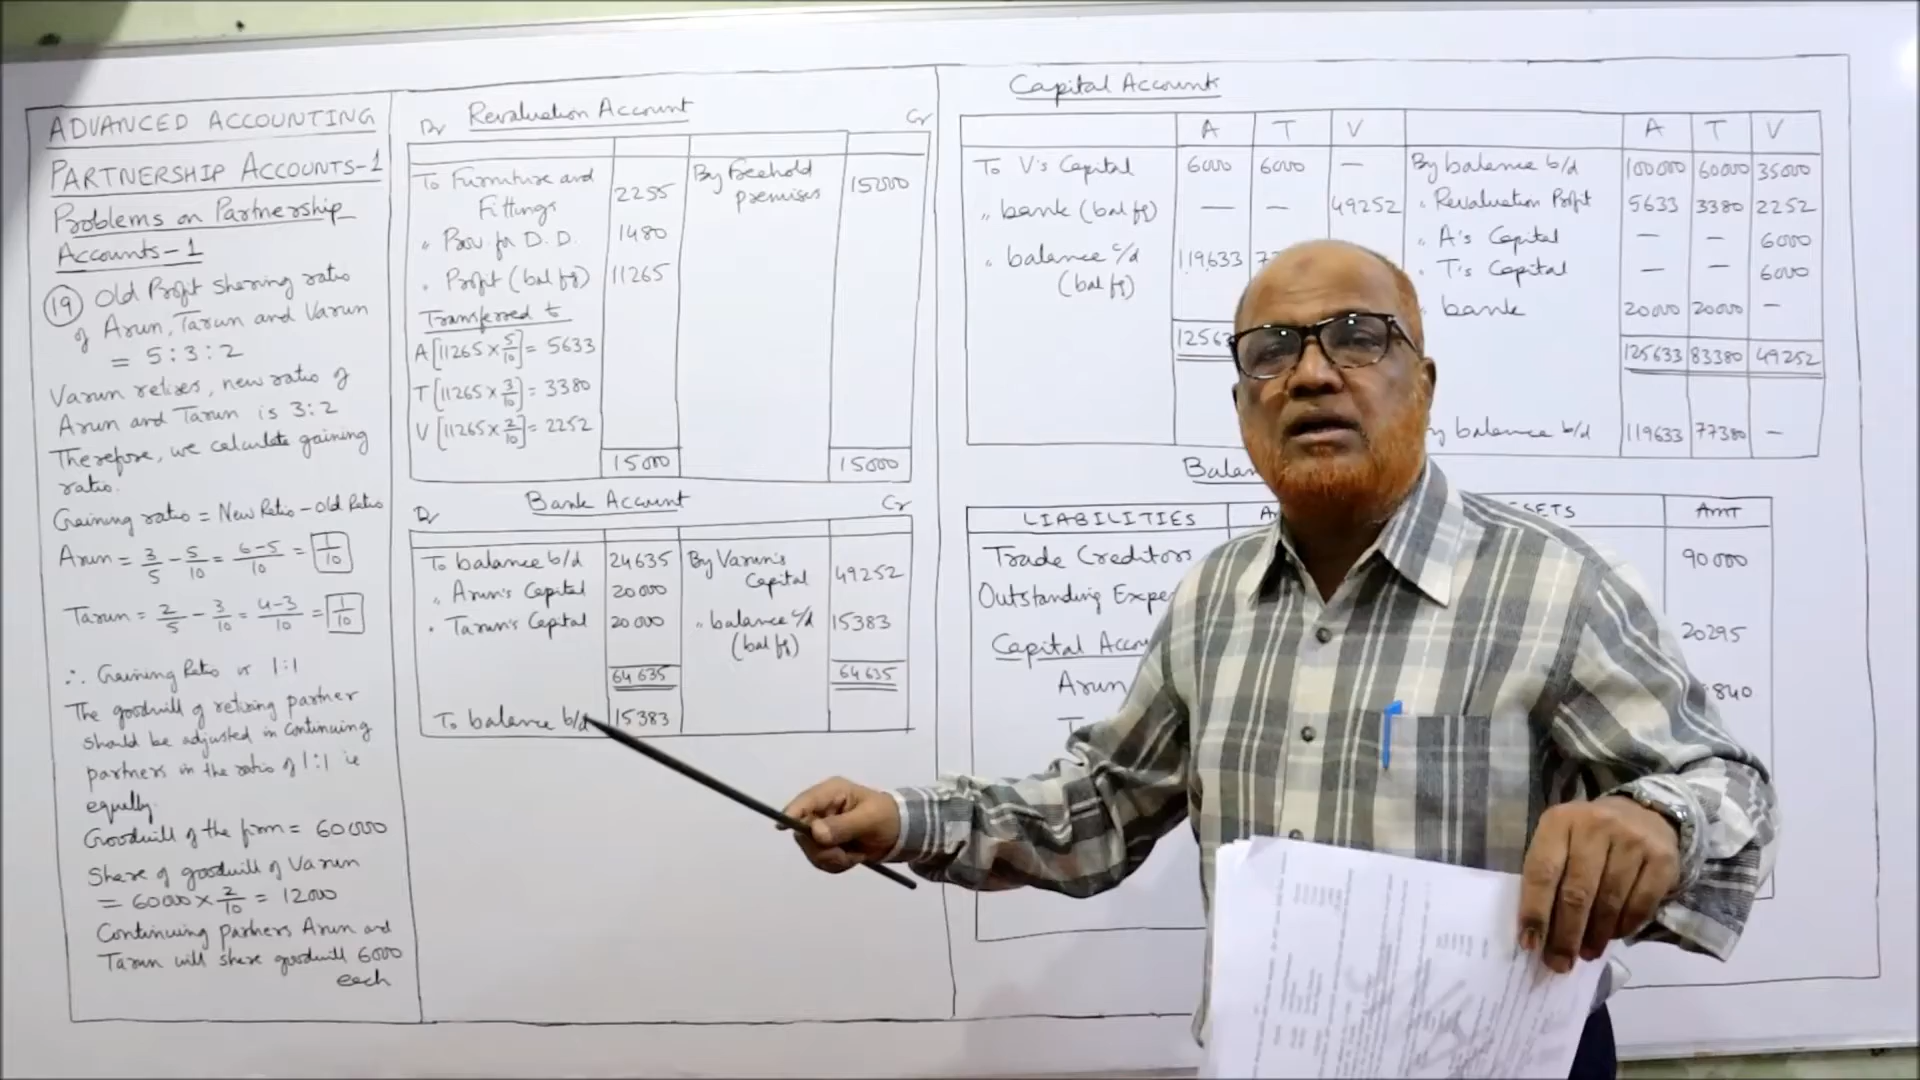 ADVANCED ACCOUNTING
PARTNERSHIP ACCOUNTS-1
Problems on Partnership
Accounts-1
19 Old Profit sharing ratio
of Arun, Tarun and Varun
= 5:3:2
Varun retires, new ratio of
Arun and Tarun is 3:2
Therefore, we calculate gaining
ratio.
Gaining ratio = New Ratio - Old Ratio
Arun = 3/5 - 5/10 = 6-5/10 = 1/10
Tarun = 2/5 - 3/10 = 4-3/10 = 1/10
∴ Gaining Ratio is 1:1
The goodwill of retiring partner
should be adjusted in continuing
partners in the ratio of 1:1 ie
equally.
Goodwill of the firm = 60000
Share of goodwill of Varun
= 60000 × 2/10 = 12000
Continuing partners Arun and
Tarun will share goodwill 6000
each
Dr Revaluation Account Cr
To Furniture and
Fittings 2255
By Freehold
premises 15000
" Prov. for D.D. 1480
" Profit (bal fg) 11265
Transferred to
A [11265 × 5/10] = 5633
T [11265 × 3/10] = 3380
V [11265 × 2/10] = 2252
15000 15000
Dr Bank Account Cr
To balance b/d 24635 By Varun's
Capital 49252
" Arun's Capital 20000
" Tarun's Capital 20000 " balance c/d 15383
(bal fg)
64635 64635
To balance b/d 15383
Capital Accounts
A T V A T V
To V's Capital 6000 6000 — By balance b/d 100000 60000 35000
" bank (bal fg) — — 49252 " Revaluation Profit 5633 3380 2252
" A's Capital — — 6000
" balance c/d 119633 77
(bal fg)
" T's Capital — — 6000
" bank 20000 20000 —
12563 125633 83380 49252
By balance b/d 119633 77380 —
Balan
LIABILITIES A SETS AMT
Trade Creditors 90000
Outstanding Expe
20295
Capital Acco
Arun 840
T